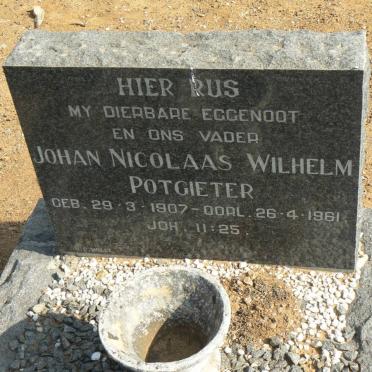 HIER RUS
MY DIERBARE EGGENOOT
EN ONS VADER
JOHAN NICOLAAS WILHELM
POTGIETER
GEB. 29-3-1907-OORL. 26-4-1961.
JOH. 11:25.